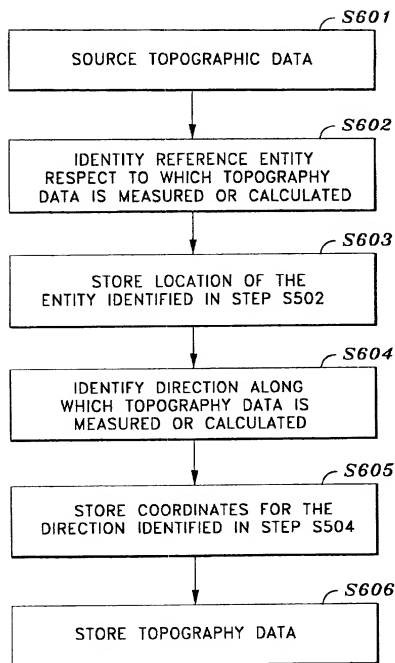 S601
SOURCE TOPOGRAPHIC DATA
S602
IDENTITY REFERENCE ENTITY
RESPECT TO WHICH TOPOGRAPHY
DATA IS MEASURED OR CALCULATED
S603
STORE LOCATION OF THE
ENTITY IDENTIFIED IN STEP S502
S604
IDENTIFY DIRECTION ALONG
WHICH TOPOGRAPHY DATA IS
MEASURED OR CALCULATED
S605
STORE COORDINATES FOR THE
DIRECTION IDENTIFIED IN STEP S504
S606
STORE TOPOGRAPHY DATA